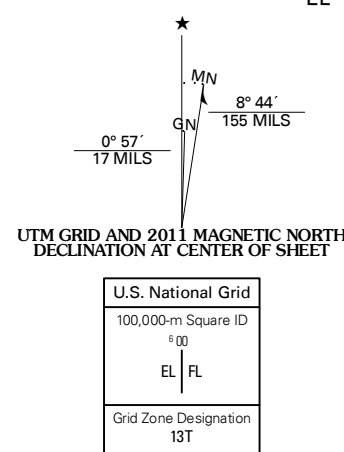 EL
★
MN
8° 44´
155 MILS
GN
0° 57´
17 MILS
UTM GRID AND 2011 MAGNETIC NORTH
DECLINATION AT CENTER OF SHEET
U.S. National Grid
100,000-m Square ID
⁶00
EL FL
Grid Zone Designation
13T